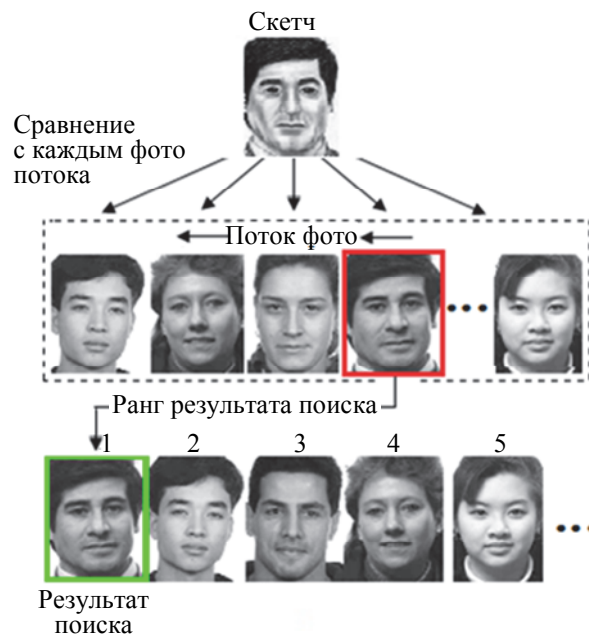 Скетч
Сравнение
с каждым фото
потока
Поток фото
Ранг результата поиска
1 2 3 4 5
Результат
поиска